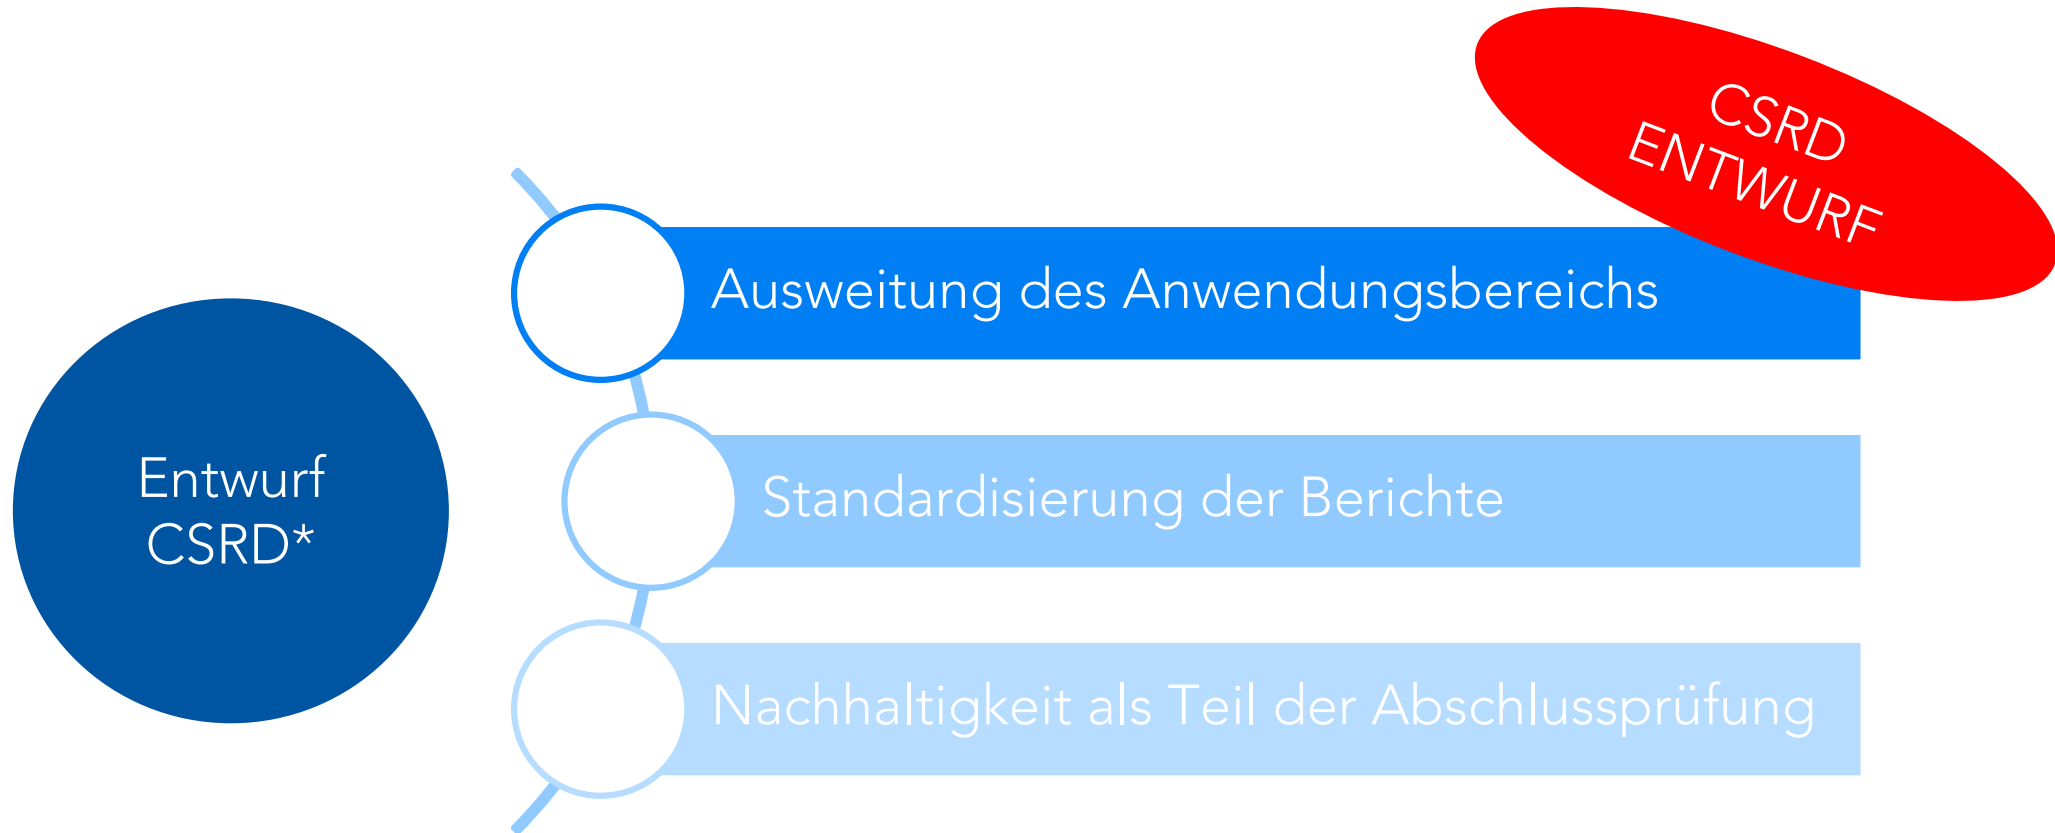 CSRD
ENTWURF
Ausweitung des Anwendungsbereichs
Entwurf
CSRD*
Standardisierung der Berichte
Nachhaltigkeit als Teil der Abschlussprüfung